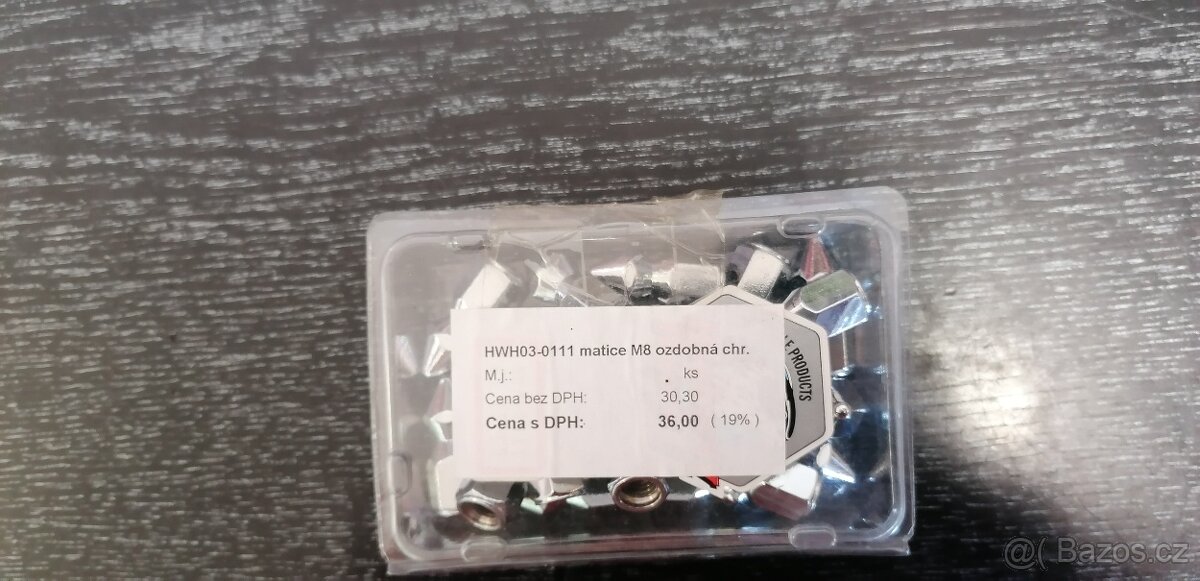 HWH03-0111 matice M8 ozdobná chr.
M.j.: ks
Cena bez DPH: 30,30
Cena s DPH: 36,00 ( 19% )
PRODUCTS
@( Bazos.cz